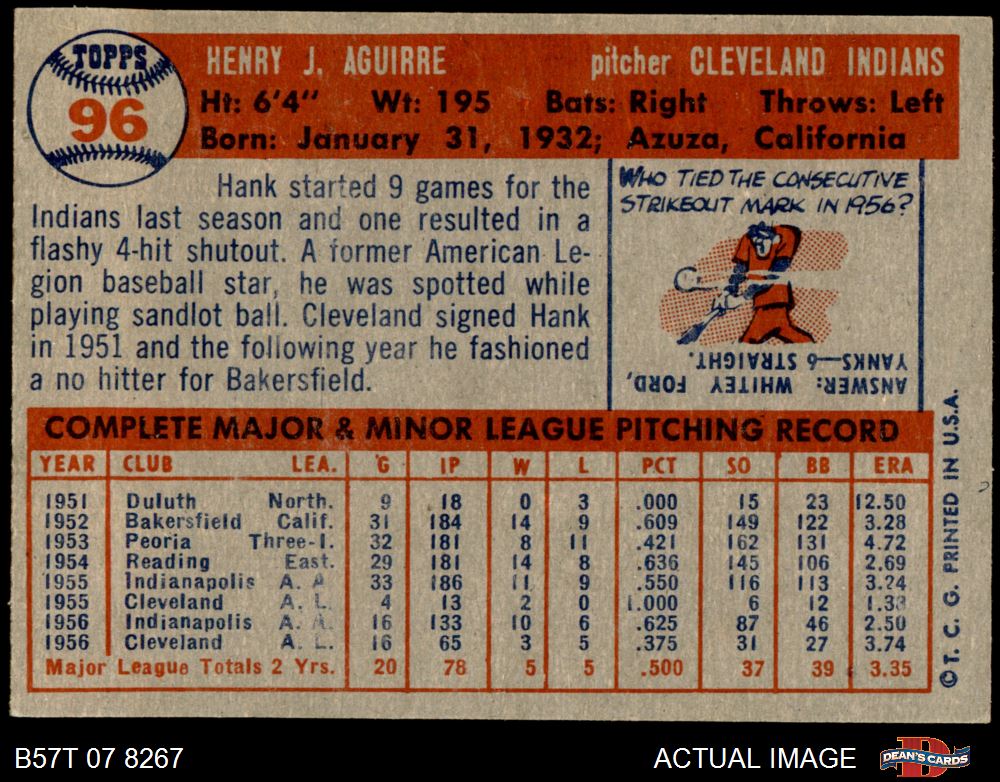 TOPPS
96
HENRY J. AGUIRRE pitcher CLEVELAND INDIANS
Ht: 6'4" Wt: 195 Bats: Right Throws: Left
Born: January 31, 1932; Azuza, California
Hank started 9 games for the
Indians last season and one resulted in a
flashy 4-hit shutout. A former American Le-
gion baseball star, he was spotted while
playing sandlot ball. Cleveland signed Hank
in 1951 and the following year he fashioned
a no hitter for Bakersfield.
WHO TIED THE CONSECUTIVE
STRIKEOUT MARK IN 1956?
ANSWER: WHITEY FORD,
YANKS—6 STRAIGHT.
COMPLETE MAJOR & MINOR LEAGUE PITCHING RECORD
YEAR CLUB LEA. G IP W L PCT SO BB ERA
1951 Duluth North. 9 18 0 3 .000 15 23 12.50
1952 Bakersfield Calif. 31 184 14 9 .609 149 122 3.28
1953 Peoria Three-I. 32 181 8 11 .421 162 131 4.72
1954 Reading East. 29 181 14 8 .636 145 106 2.69
1955 Indianapolis A. A. 33 186 11 9 .550 116 113 3.24
1955 Cleveland A. L. 4 13 2 0 1.000 6 12 1.38
1956 Indianapolis A. A. 16 133 10 6 .625 87 46 2.50
1956 Cleveland A. L. 16 65 3 5 .375 31 27 3.74
Major League Totals 2 Yrs. 20 78 5 5 .500 37 39 3.35
© T. C. G. PRINTED IN U.S.A.
B57T 07 8267 ACTUAL IMAGE DEAN'S CARDS